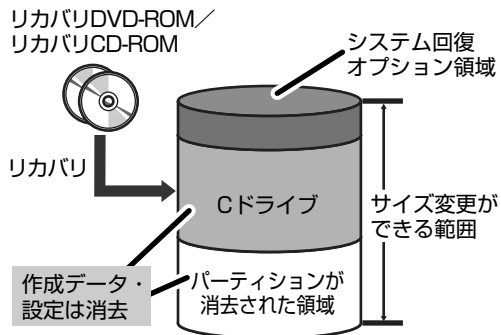 リカバリDVD-ROM／
リカバリCD-ROM
システム回復
オプション領域
リカバリ
Cドライブ
サイズ変更が
できる範囲
作成データ・
設定は消去
パーティションが
消去された領域